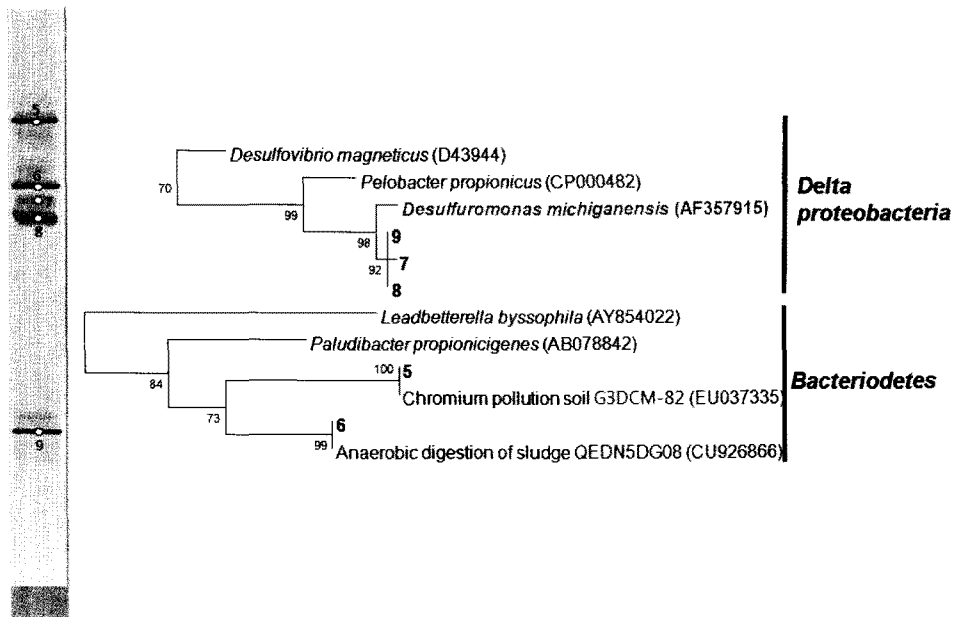 5
6
7
8
9
Desulfovibrio magneticus (D43944)
70
Pelobacter propionicus (CP000482)
99
Desulfuromonas michiganensis (AF357915)
98
9
92
7
8
Delta
proteobacteria
Leadbetterella byssophila (AY854022)
Paludibacter propionicigenes (AB078842)
84
100
5
Chromium pollution soil G3DCM-82 (EU037335)
73
6
99
Anaerobic digestion of sludge QEDN5DG08 (CU926866)
Bacteriodetes